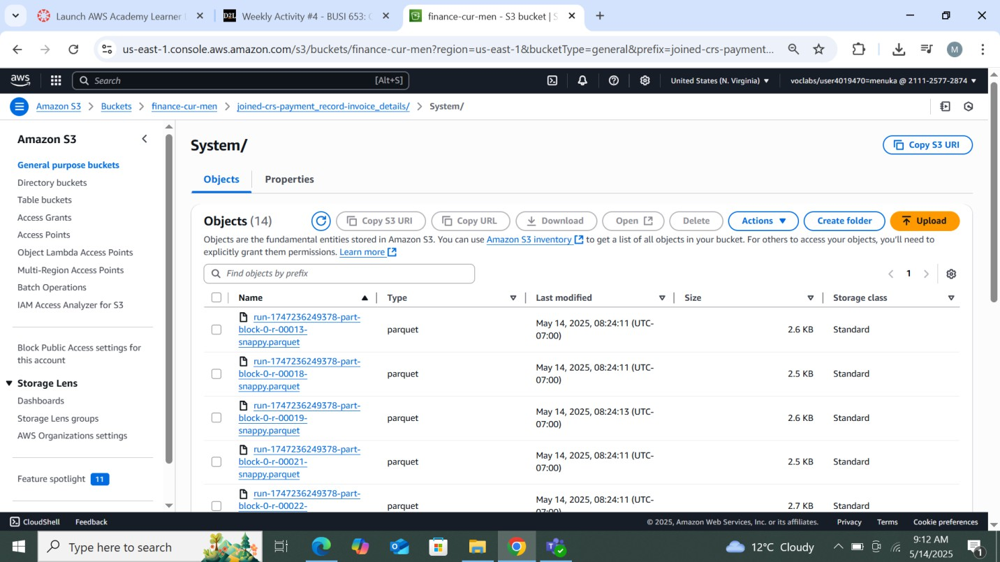 Launch AWS Academy Learner
D2L Weekly Activity #4 - BUSI 653:
finance-cur-men - S3 bucket |
us-east-1.console.aws.amazon.com/s3/buckets/finance-cur-men?region=us-east-1&bucketType=general&prefix=joined-crs-payment...
M
aws
Search [Alt+S]
United States (N. Virginia)
voclabs/user4019470=menuka @ 2111-2577-2874
Amazon S3 > Buckets > finance-cur-men > joined-crs-payment_record-invoice_details/ > System/
Amazon S3
General purpose buckets
Directory buckets
Table buckets
Access Grants
Access Points
Object Lambda Access Points
Multi-Region Access Points
Batch Operations
IAM Access Analyzer for S3
Block Public Access settings for
this account
Storage Lens
Dashboards
Storage Lens groups
AWS Organizations settings
Feature spotlight 11
System/
Copy S3 URI
Objects
Properties
Objects (14)
Copy S3 URI
Copy URL
Download
Open
Delete
Actions
Create folder
Upload
Objects are the fundamental entities stored in Amazon S3. You can use Amazon S3 inventory to get a list of all objects in your bucket. For others to access your objects, you'll need to
explicitly grant them permissions. Learn more
Find objects by prefix
1
Name
Type
Last modified
Size
Storage class
run-1747236249378-part-
block-0-r-00013-
snappy.parquet
parquet
May 14, 2025, 08:24:11 (UTC-
07:00)
2.6 KB
Standard
run-1747236249378-part-
block-0-r-00018-
snappy.parquet
parquet
May 14, 2025, 08:24:11 (UTC-
07:00)
2.5 KB
Standard
run-1747236249378-part-
block-0-r-00019-
snappy.parquet
parquet
May 14, 2025, 08:24:13 (UTC-
07:00)
2.6 KB
Standard
run-1747236249378-part-
block-0-r-00021-
snappy.parquet
parquet
May 14, 2025, 08:24:11 (UTC-
07:00)
2.5 KB
Standard
run-1747236249378-part-
block-0-r-00022-
parquet
May 14, 2025, 08:24:11 (UTC-
07:00)
2.7 KB
Standard
CloudShell
Feedback
© 2025, Amazon Web Services, Inc. or its affiliates.
Privacy
Terms
Cookie preferences
Type here to search
12°C Cloudy
9:12 AM
5/14/2025
1